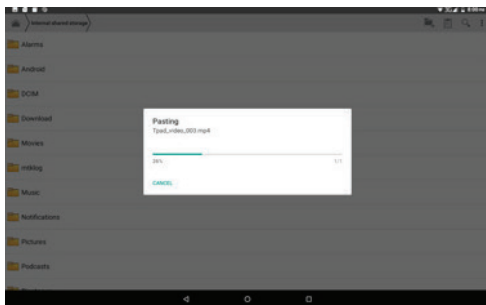 Internal shared storage
Alarms
Android
DCIM
Download
Movies
mtklog
Music
Notifications
Pictures
Podcasts
Pasting
Tpad_video_003.mp4
26% 1/1
CANCEL